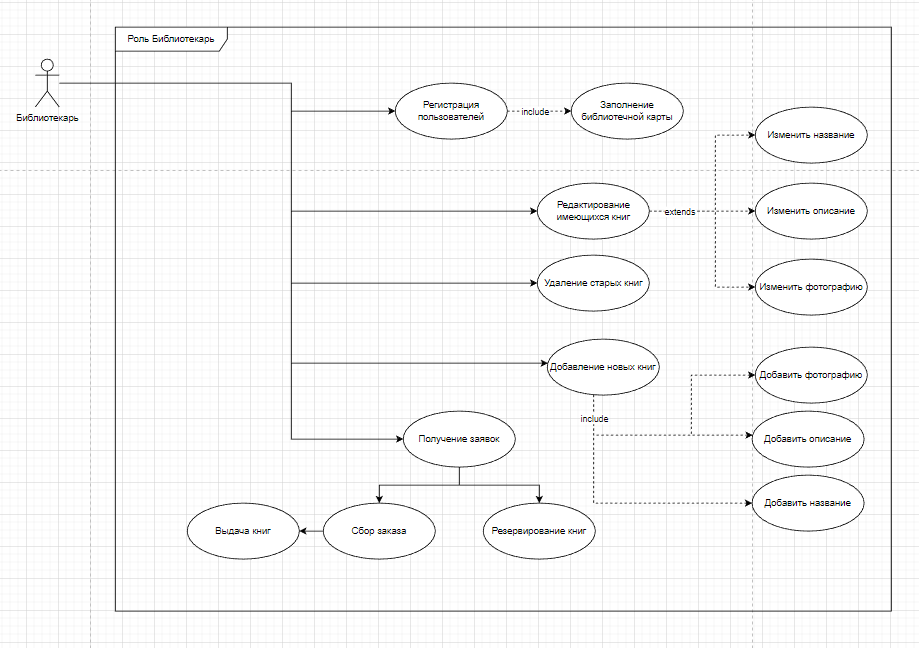 Роль Библиотекарь
Библиотекарь
Регистрация
пользователей
include
Заполнение
библиотечной карты
Изменить название
Редактирование
имеющихся книг
extends
Изменить описание
Удаление старых книг
Изменить фотографию
Добавление новых книг
Добавить фотографию
include
Получение заявок
Добавить описание
Добавить название
Выдача книг
Сбор заказа
Резервирование книг